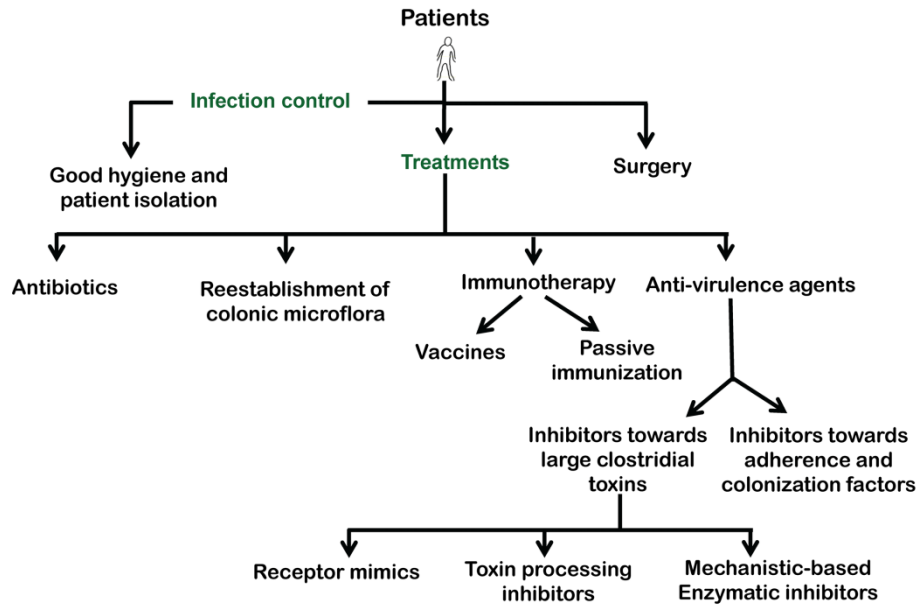 Patients
Infection control
Good hygiene and
patient isolation
Treatments
Surgery
Antibiotics
Reestablishment of
colonic microflora
Immunotherapy
Anti-virulence agents
Vaccines
Passive
immunization
Inhibitors towards
large clostridial
toxins
Inhibitors towards
adherence and
colonization factors
Receptor mimics
Toxin processing
inhibitors
Mechanistic-based
Enzymatic inhibitors